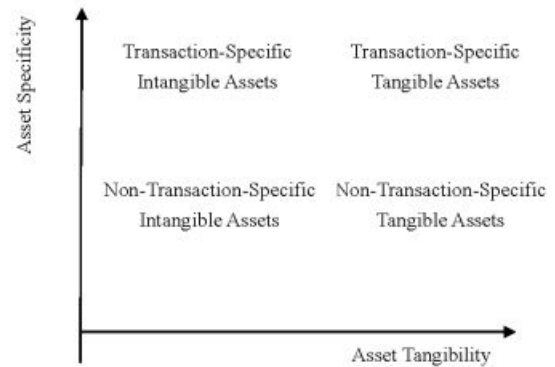 Asset Specificity
Transaction-Specific
Intangible Assets
Transaction-Specific
Tangible Assets
Non-Transaction-Specific
Intangible Assets
Non-Transaction-Specific
Tangible Assets
Asset Tangibility